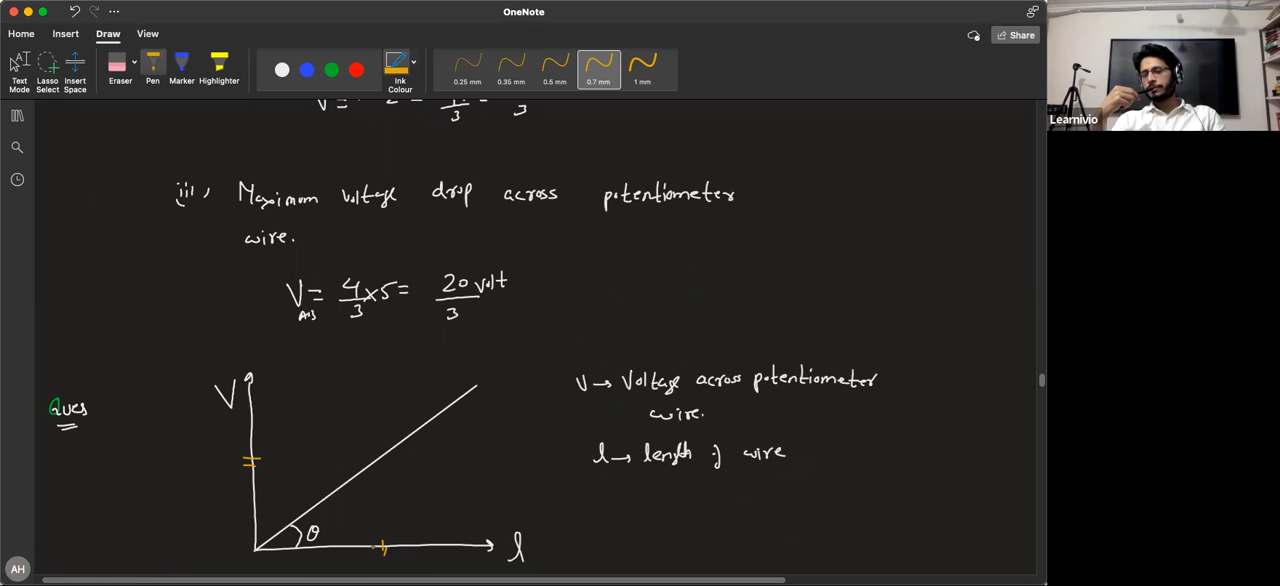 OneNote
Home Insert Draw View
Share
Text Mode
Lasso Select
Insert Space
Eraser
Pen
Marker
Highlighter
Ink Colour
0.25 mm
0.35 mm
0.5 mm
0.7 mm
1 mm
Learnivio
iii, Maximum voltage drop across potentiometer
wire.
V = 4/3 × 5 = 20/3 volt
Ques
V
θ
l
V → Voltage across potentiometer
wire.
l → length of wire
AH